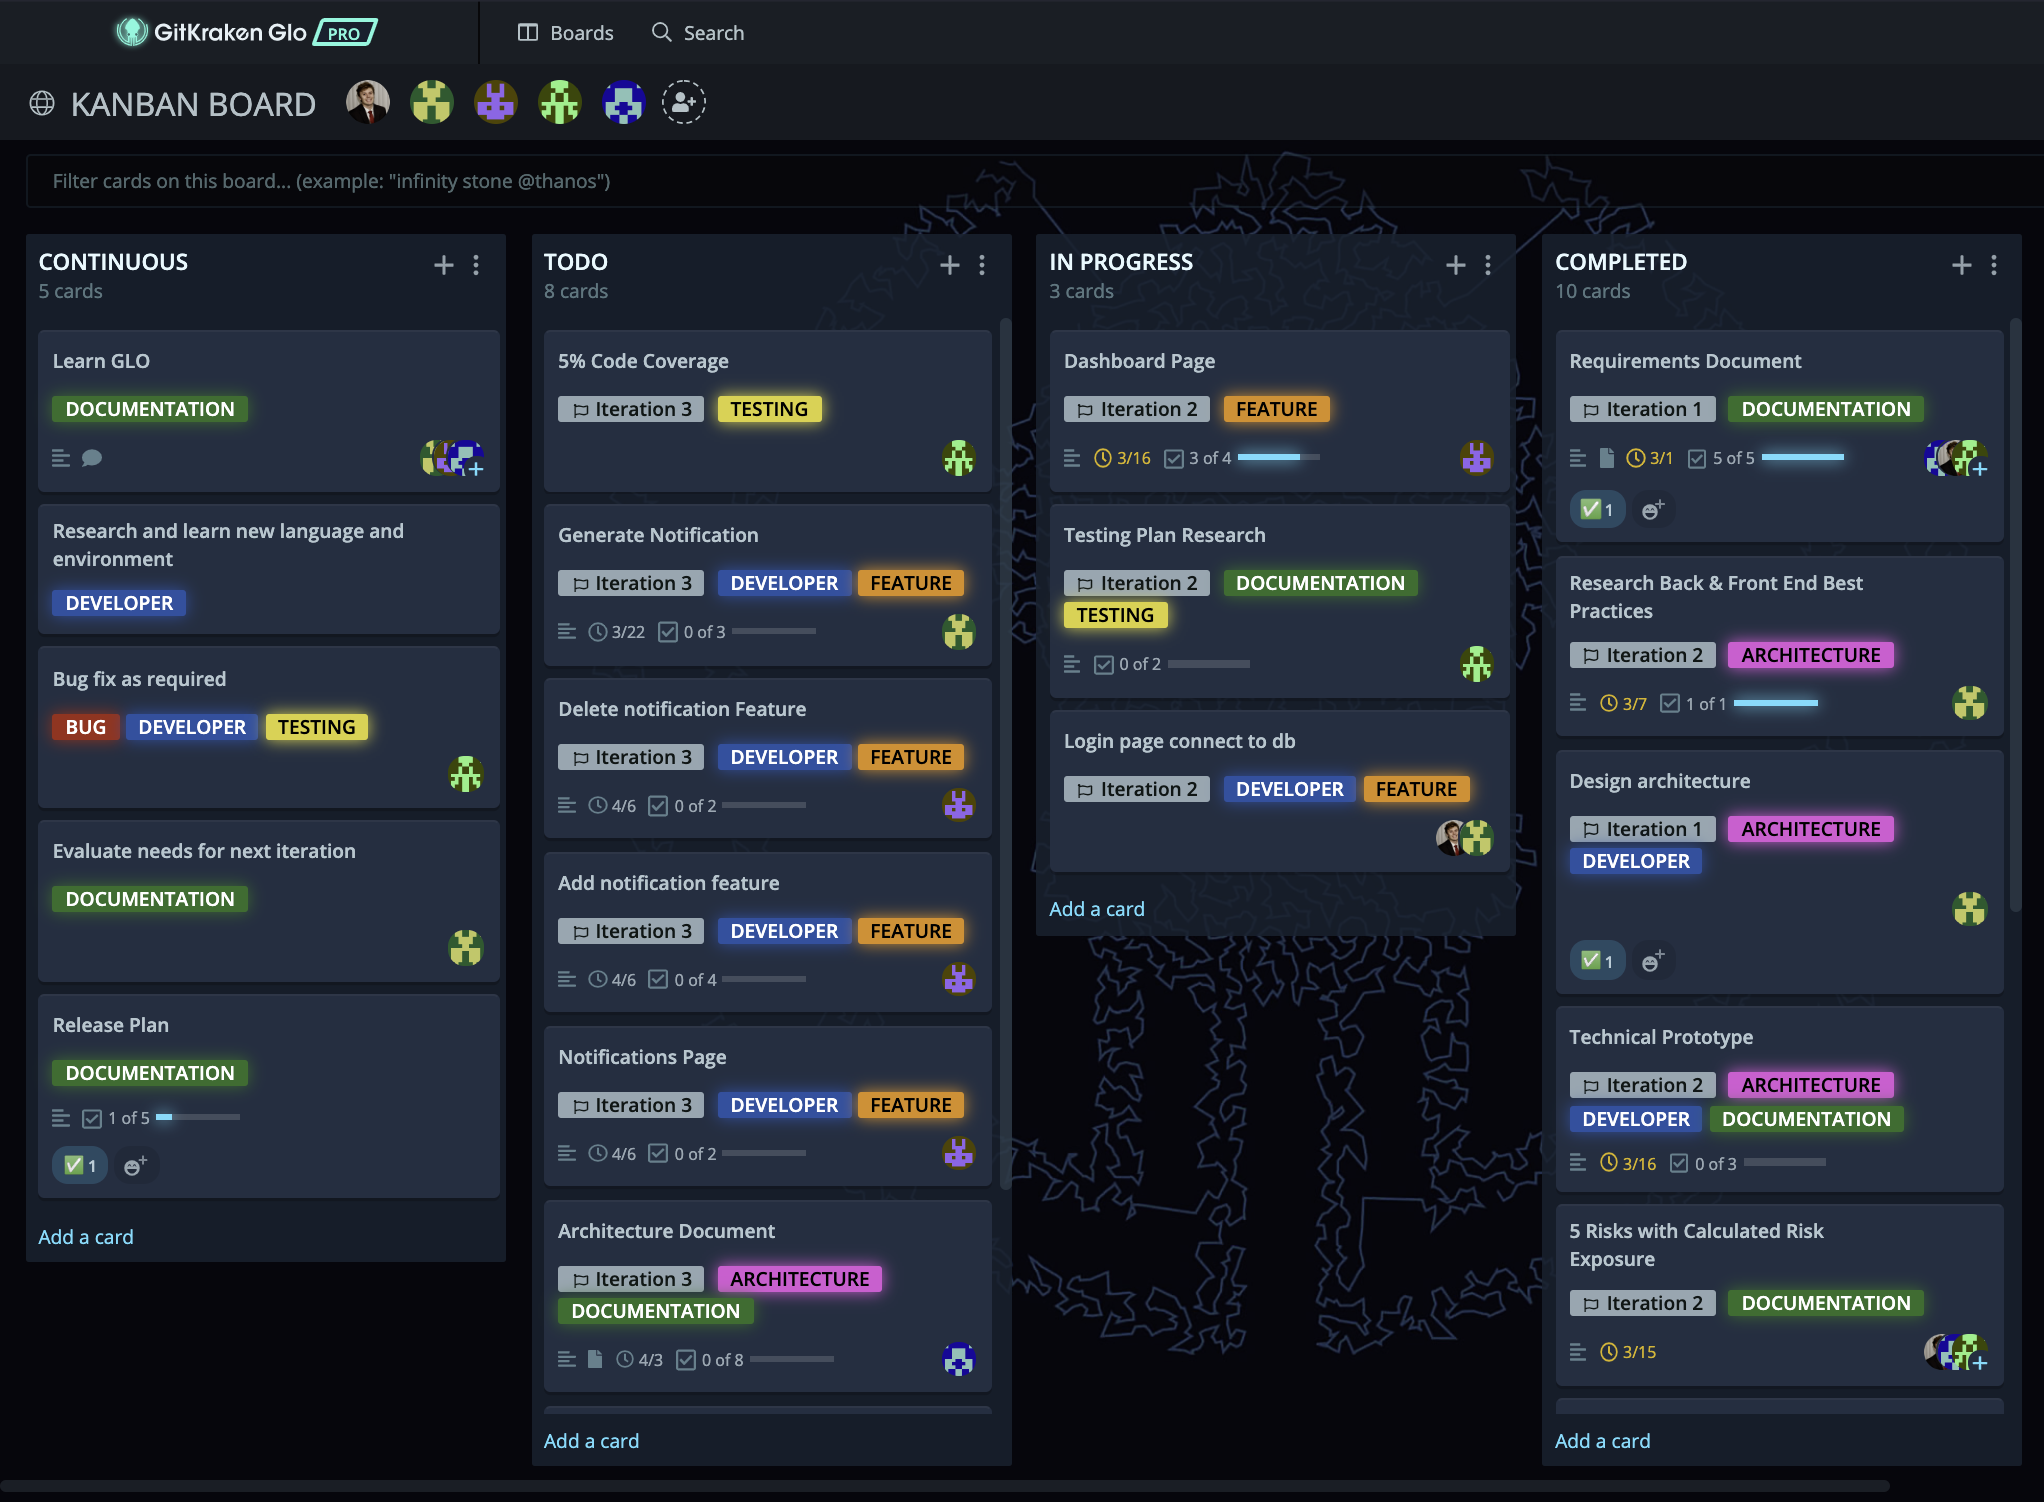 GitKraken Glo PRO
Boards
Search
KANBAN BOARD
Filter cards on this board... (example: "infinity stone @thanos")
CONTINUOUS
5 cards
Learn GLO
DOCUMENTATION
Research and learn new language and
environment
DEVELOPER
Bug fix as required
BUG DEVELOPER TESTING
Evaluate needs for next iteration
DOCUMENTATION
Release Plan
DOCUMENTATION
1 of 5
1
Add a card
TODO
8 cards
5% Code Coverage
Iteration 3 TESTING
Generate Notification
Iteration 3 DEVELOPER FEATURE
3/22 0 of 3
Delete notification Feature
Iteration 3 DEVELOPER FEATURE
4/6 0 of 2
Add notification feature
Iteration 3 DEVELOPER FEATURE
4/6 0 of 4
Notifications Page
Iteration 3 DEVELOPER FEATURE
4/6 0 of 2
Architecture Document
Iteration 3 ARCHITECTURE
DOCUMENTATION
4/3 0 of 8
Add a card
IN PROGRESS
3 cards
Dashboard Page
Iteration 2 FEATURE
3/16 3 of 4
Testing Plan Research
Iteration 2 DOCUMENTATION
TESTING
0 of 2
Login page connect to db
Iteration 2 DEVELOPER FEATURE
Add a card
COMPLETED
10 cards
Requirements Document
Iteration 1 DOCUMENTATION
3/1 5 of 5
1
Research Back & Front End Best
Practices
Iteration 2 ARCHITECTURE
3/7 1 of 1
Design architecture
Iteration 1 ARCHITECTURE
DEVELOPER
1
Technical Prototype
Iteration 2 ARCHITECTURE
DEVELOPER DOCUMENTATION
3/16 0 of 3
5 Risks with Calculated Risk
Exposure
Iteration 2 DOCUMENTATION
3/15
Add a card